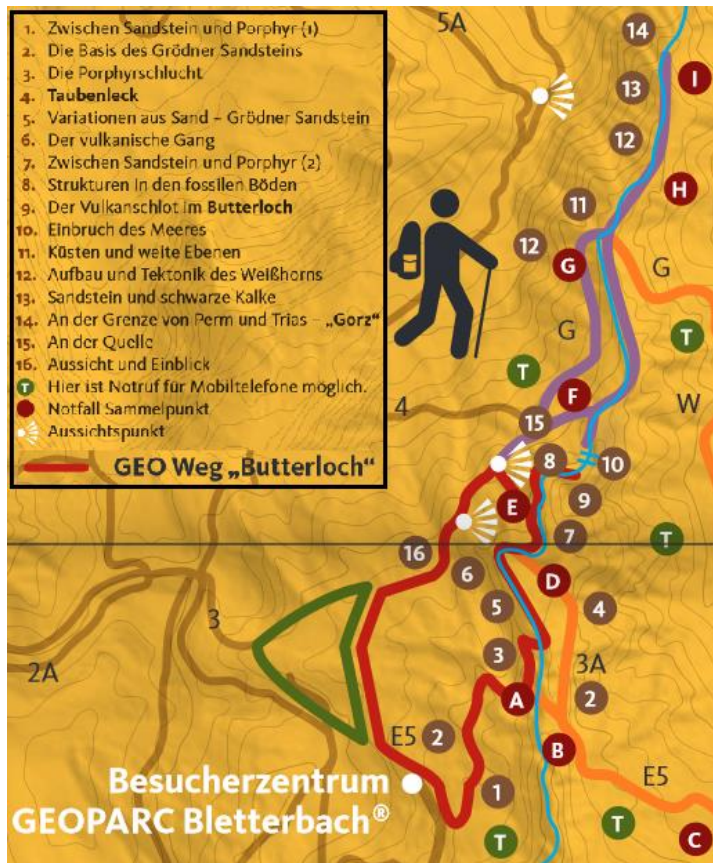 1. Zwischen Sandstein und Porphyr (1)
2. Die Basis des Grödner Sandsteins
3. Die Porphyrschlucht
4. Taubenleck
5. Variationen aus Sand – Grödner Sandstein
6. Der vulkanische Gang
7. Zwischen Sandstein und Porphyr (2)
8. Strukturen in den fossilen Böden
9. Der Vulkanschlot im Butterloch
10. Einbruch des Meeres
11. Küsten und weite Ebenen
12. Aufbau und Tektonik des Weißhorns
13. Sandstein und schwarze Kalke
14. An der Grenze von Perm und Trias – „Gorz“
15. An der Quelle
16. Aussicht und Einblick
T Hier ist Notruf für Mobiltelefone möglich.
Notfall Sammelpunkt
Aussichtspunkt
GEO Weg „Butterloch“
5A
14
I
13
12
H
11
12
G
G
G
T
T
F
W
4
15
8
10
E
9
7
T
16
6
D
5
4
3
3
2A
3A
A
2
E5
2
B
E5
Besucherzentrum
GEOPARC Bletterbach®
1
T
T
C